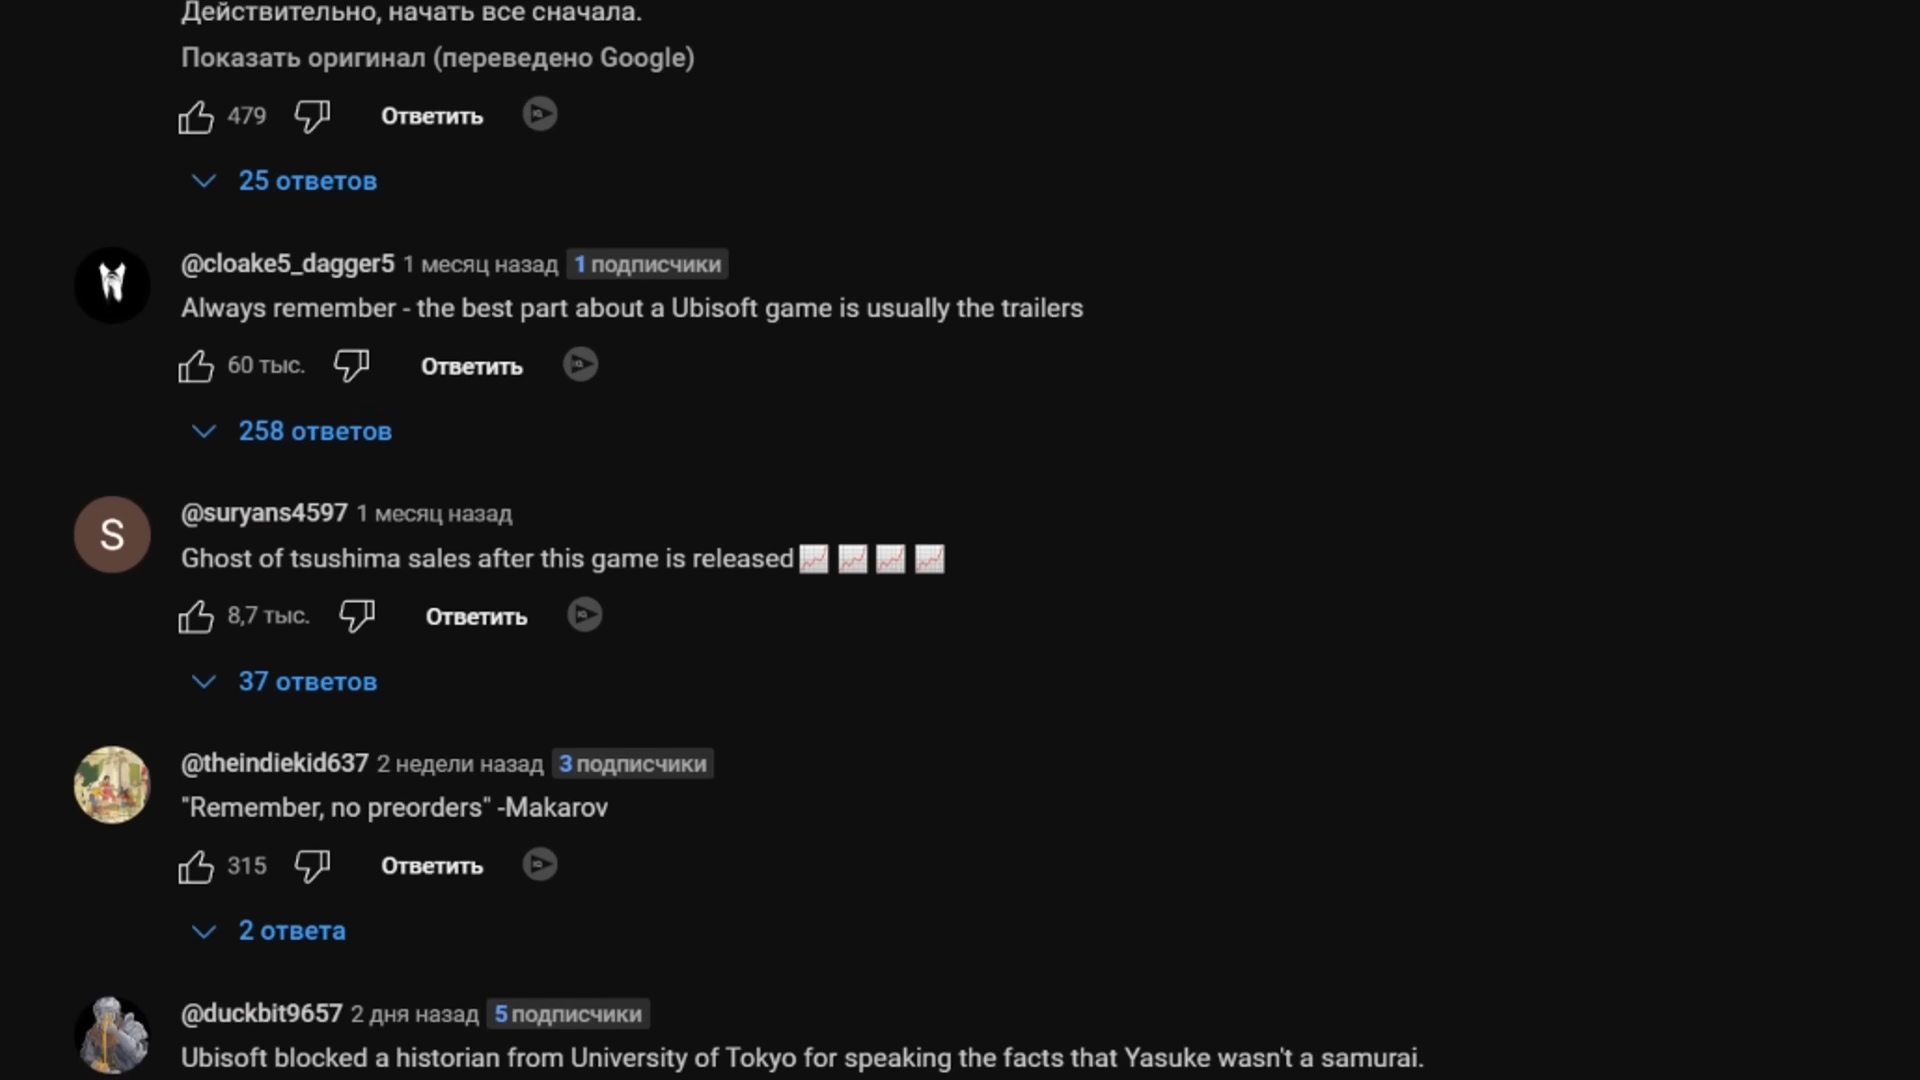 Действительно, начать все сначала.
Показать оригинал (переведено Google)
479 Ответить
25 ответов
@cloake5_dagger5 1 месяц назад 1 подписчики
Always remember - the best part about a Ubisoft game is usually the trailers
60 тыс. Ответить
258 ответов
S
@suryans4597 1 месяц назад
Ghost of tsushima sales after this game is released📈 📈 📈 📈
8,7 тыс. Ответить
37 ответов
@theindiekid637 2 недели назад 3 подписчики
"Remember, no preorders" -Makarov
315 Ответить
2 ответа
@duckbit9657 2 дня назад 5 подписчики
Ubisoft blocked a historian from University of Tokyo for speaking the facts that Yasuke wasn't a samurai.